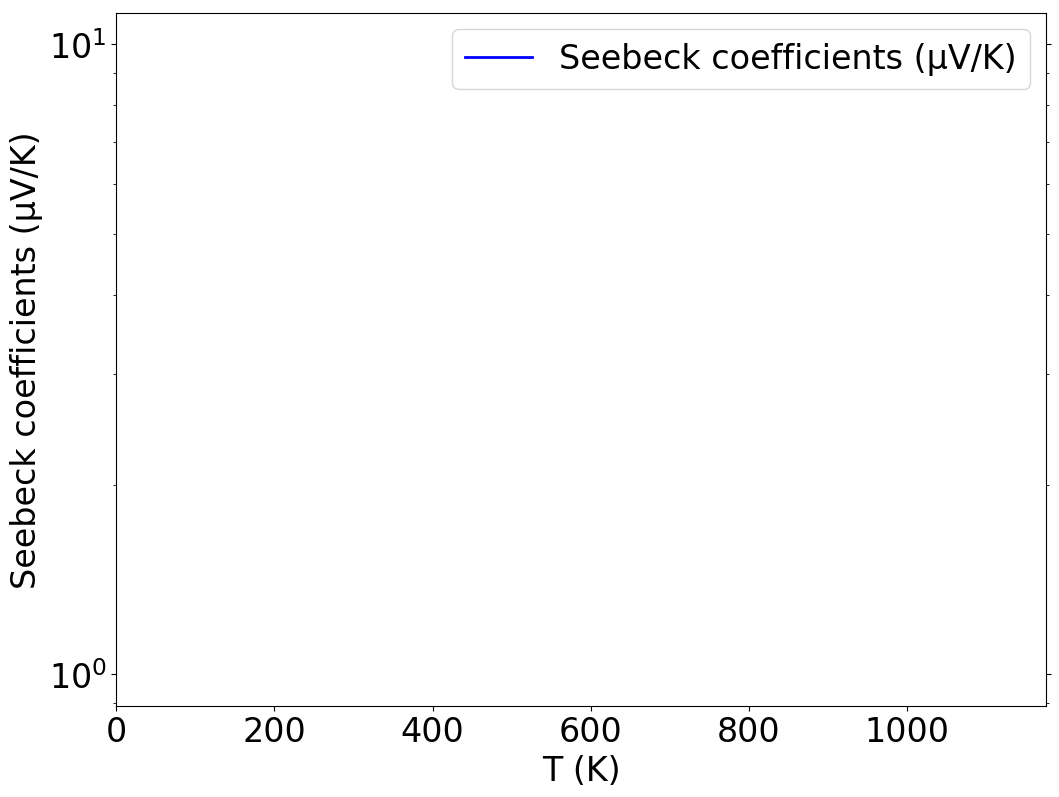 10¹
Seebeck coefficients (μV/K)
Seebeck coefficients (μV/K)
10⁰
0 200 400 600 800 1000
T (K)